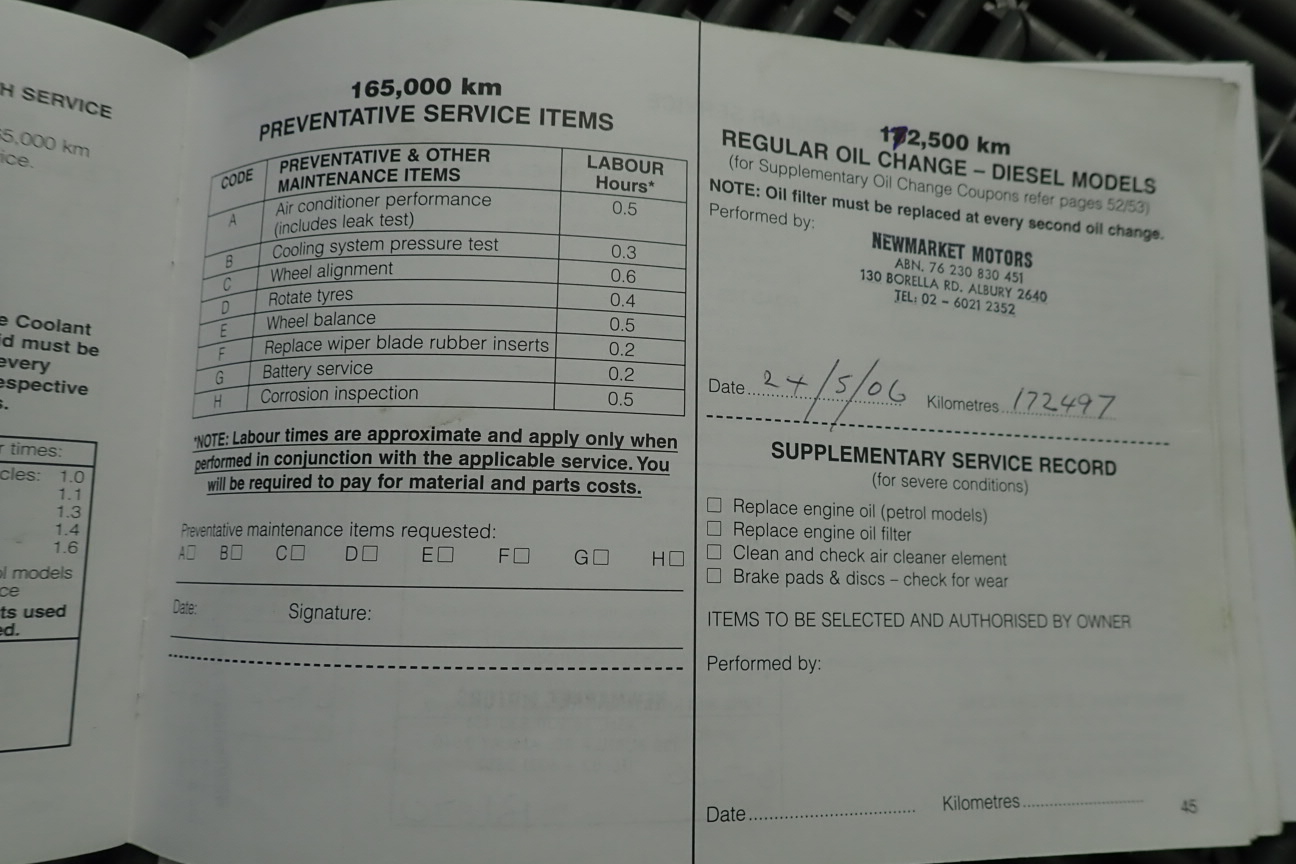 H SERVICE
5,000 km
ice.
e Coolant
d must be
every
espective
s.
r times:
cles: 1.0
1.1
1.3
1.4
1.6
ol models
ce
ts used
ed.
165,000 km
PREVENTATIVE SERVICE ITEMS
CODE PREVENTATIVE & OTHER MAINTENANCE ITEMS LABOUR Hours*
A Air conditioner performance (includes leak test) 0.5
B Cooling system pressure test 0.3
C Wheel alignment 0.6
D Rotate tyres 0.4
E Wheel balance 0.5
F Replace wiper blade rubber inserts 0.2
G Battery service 0.2
H Corrosion inspection 0.5
*NOTE: Labour times are approximate and apply only when
performed in conjunction with the applicable service. You
will be required to pay for material and parts costs.
Preventative maintenance items requested:
A☐ B☐ C☐ D☐ E☐ F☐ G☐ H☐
Date: Signature:
172,500 km
REGULAR OIL CHANGE – DIESEL MODELS
(for Supplementary Oil Change Coupons refer pages 52/53)
NOTE: Oil filter must be replaced at every second oil change.
Performed by:
NEWMARKET MOTORS
ABN. 76 230 830 451
130 BORELLA RD. ALBURY 2640
TEL: 02 – 6021 2352
Date 24/5/06 Kilometres 172497
SUPPLEMENTARY SERVICE RECORD
(for severe conditions)
☐ Replace engine oil (petrol models)
☐ Replace engine oil filter
☐ Clean and check air cleaner element
☐ Brake pads & discs – check for wear
ITEMS TO BE SELECTED AND AUTHORISED BY OWNER
Performed by:
Date Kilometres
45